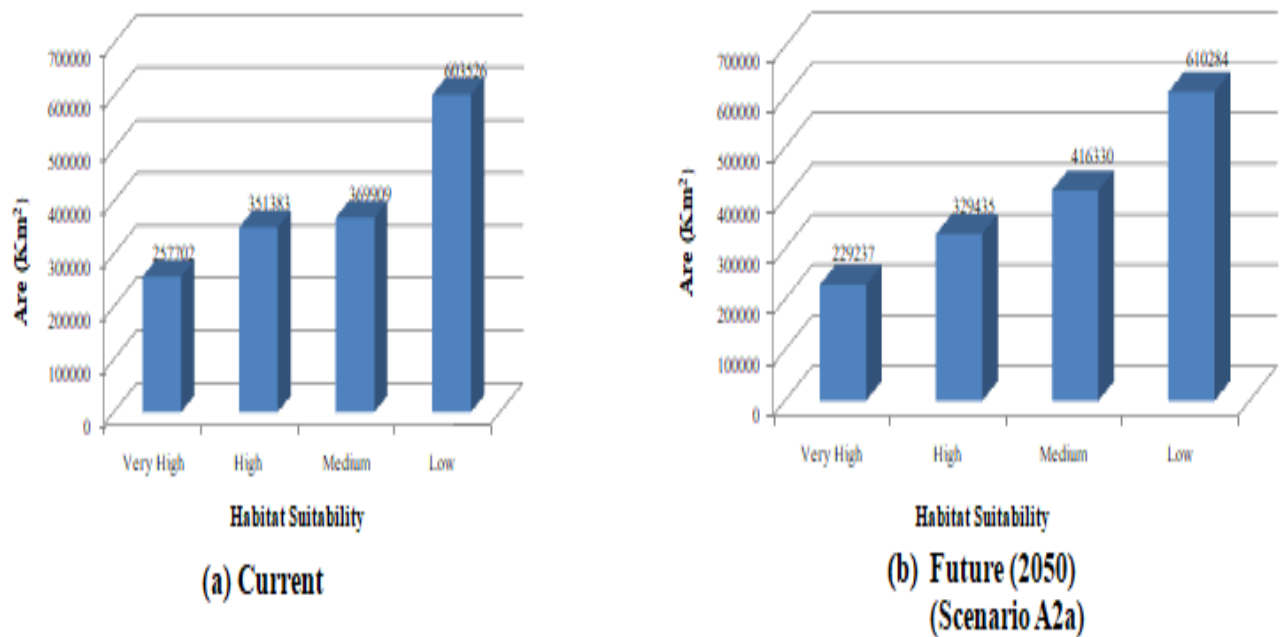 700000
600000
500000
400000
300000
200000
100000
0
Are (Km²)
257702
351383
369909
603526
Very High High Medium Low
Habitat Suitability
(a) Current
700000
600000
500000
400000
300000
200000
100000
0
Are (Km²)
229237
329435
416330
610284
Very High High Medium Low
Habitat Suitability
(b) Future (2050)
(Scenario A2a)